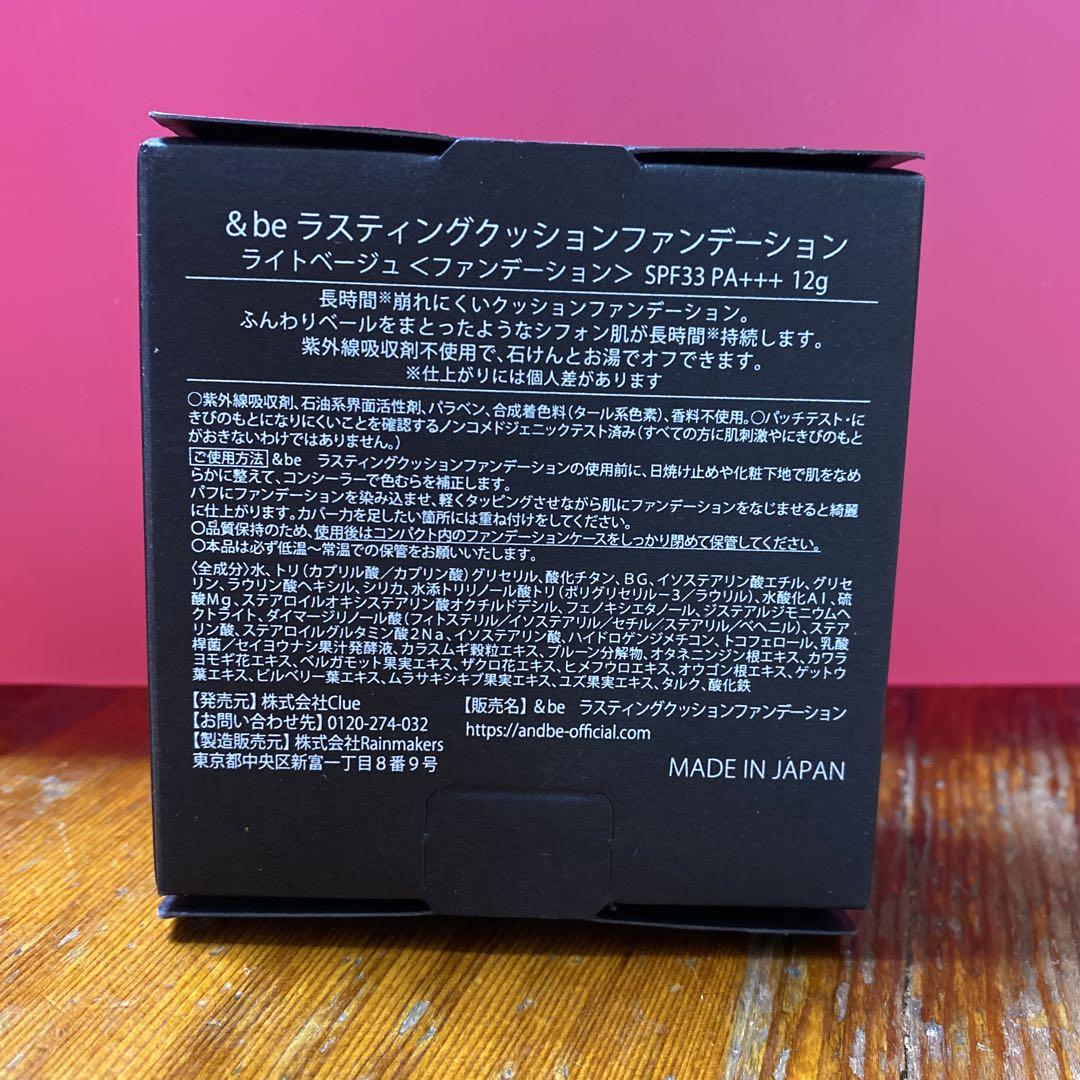 &be ラスティングクッションファンデーション
ライトベージュ <ファンデーション> SPF33 PA+++ 12g
長時間※崩れにくいクッションファンデーション。
ふんわりベールをまとったようなシフォン肌が長時間※持続します。
紫外線吸収剤不使用で、石けんとお湯でオフできます。
※仕上がりには個人差があります
○紫外線吸収剤、石油系界面活性剤、パラベン、合成着色料(タール系色素)、香料不使用。○パッチテスト・に
きびのもとになりにくいことを確認するノンコメドジェニックテスト済み(すべての方に肌刺激やにきびのもと
がおきないわけではありません。)
ご使用方法 &be ラスティングクッションファンデーションの使用前に、日焼け止めや化粧下地で肌をなめ
らかに整えて、コンシーラーで色むらを補正します。
パフにファンデーションを染み込ませ、軽くタッピングさせながら肌にファンデーションをなじませると綺麗
に仕上がります。カバー力を足したい箇所には重ね付けをしてください。
○品質保持のため、使用後はコンパクト内のファンデーションケースをしっかり閉めて保管してください。
○本品は必ず低温～常温での保管をお願いいたします。
〈全成分〉水、トリ(カプリル酸/カプリン酸)グリセリル、酸化チタン、BG、イソステアリン酸エチル、グリセ
リン、ラウリン酸ヘキシル、シリカ、水添トリリノール酸トリ(ポリグリセリル-3/ラウリル)、水酸化Al、硫
酸Mg、ステアロイルオキシステアリン酸オクチルドデシル、フェノキシエタノール、ジステアルジモニウムヘ
クトライト、ダイマージリノール酸(フィトステリル/イソステアリル/セチル/ステアリル/ベヘニル)、ステア
リン酸、ステアロイルグルタミン酸2Na、イソステアリン酸、ハイドロゲンジメチコン、トコフェロール、乳酸
桿菌/セイヨウナシ果汁発酵液、カラスムギ穀粒エキス、プルーン分解物、オタネニンジン根エキス、カワラ
ヨモギ花エキス、ベルガモット果実エキス、ザクロ花エキス、ヒメフウロエキス、オウゴン根エキス、ゲットウ
葉エキス、ビルベリー葉エキス、ムラサキシキブ果実エキス、ユズ果実エキス、タルク、酸化鉄
【発売元】株式会社Clue
【お問い合わせ先】0120-274-032
【製造販売元】株式会社Rainmakers
東京都中央区新富一丁目8番9号
【販売名】&be ラスティングクッションファンデーション
https://andbe-official.com
MADE IN JAPAN